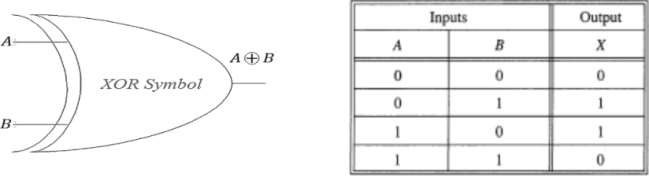 A
B
XOR Symbol
A ⊕ B
Inputs Output
A B X
0 0 0
0 1 1
1 0 1
1 1 0